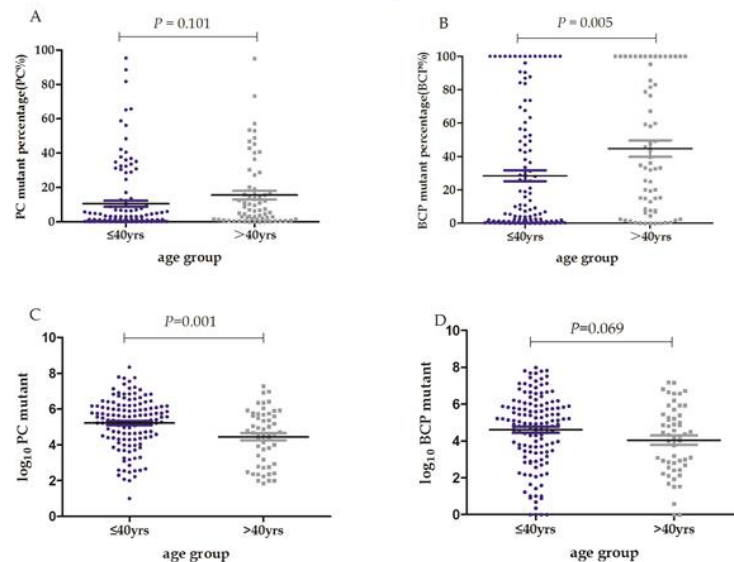 A
P = 0.101
PC mutant percentage(PC%)
100
80
60
40
20
0
≤40yrs
>40yrs
age group
B
P = 0.005
BCP mutant percentage(BCP%)
100
80
60
40
20
0
≤40yrs
>40yrs
age group
C
P=0.001
log10 PC mutant
10
8
6
4
2
0
≤40yrs
>40yrs
age group
D
P=0.069
log10 BCP mutant
10
8
6
4
2
0
≤40yrs
>40yrs
age group